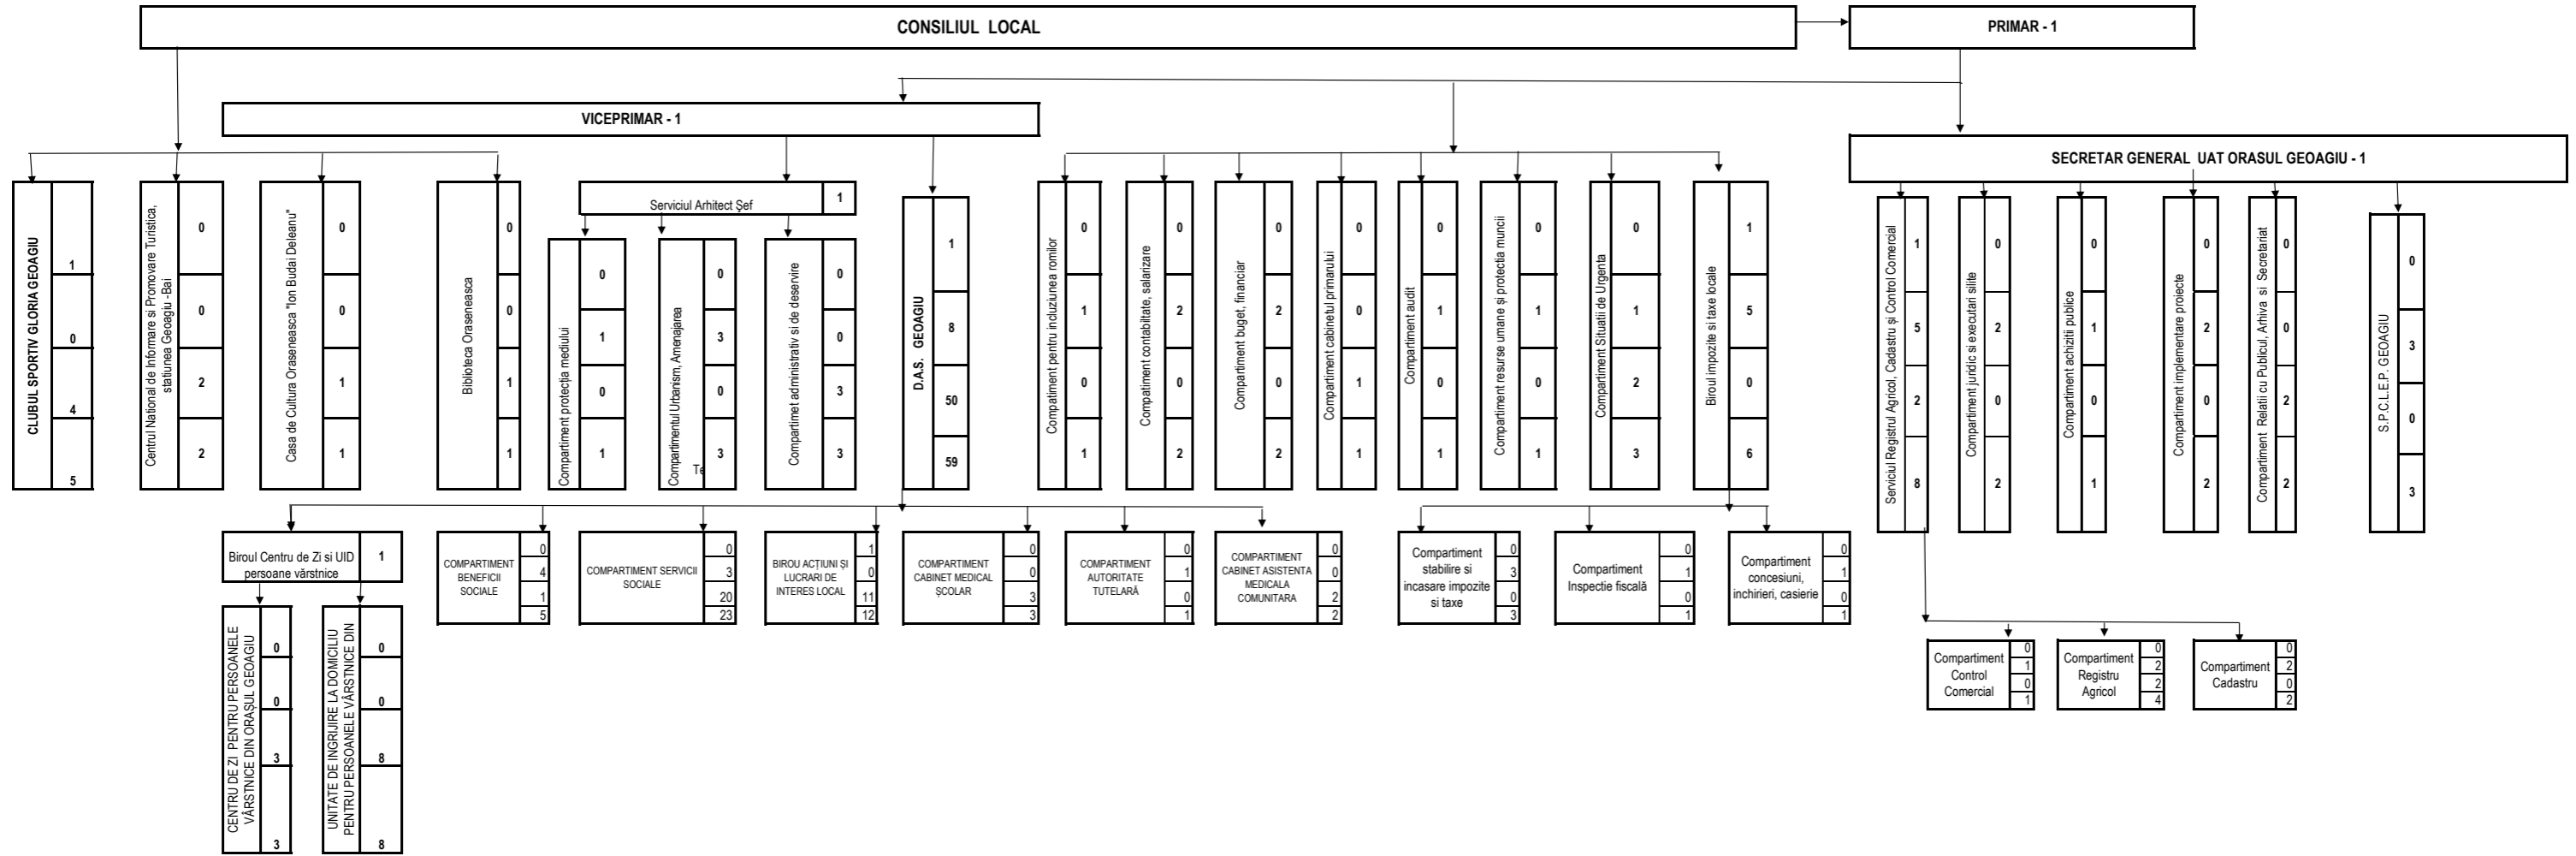 CONSILIUL LOCAL
PRIMAR - 1
VICEPRIMAR - 1
SECRETAR GENERAL UAT ORASUL GEOAGIU - 1
CLUBUL SPORTIV GLORIA GEOAGIU
1
0
4
5
Centrul National de Informare si Promovare Turistica,
statiunea Geoagiu -Bai
0
0
2
2
Casa de Cultura Oraseneasca "Ion Budai Deleanu"
0
0
1
1
Biblioteca Oraseneasca
0
0
1
1
Serviciul Arhitect Şef
1
Compartiment protecția mediului
0
1
0
1
Compartimentul Urbanism, Amenajarea
Te
0
3
0
3
Compartimnet administrativ si de deservire
0
0
3
3
D.A.S. GEOAGIU
1
8
50
59
Compatiment pentru incluziunea romilor
0
1
0
1
Compatiment contabiltate, salarizare
0
2
0
2
Compartiment buget, financiar
0
2
0
2
Compartiment cabinetul primarului
0
0
1
1
Compartiment audit
0
1
0
1
Compartiment resurse umane și protectia muncii
0
1
0
1
Compartiment Situatii de Urgenta
0
1
2
3
Biroul impozite si taxe locale
1
5
0
6
Serviciul Registrul Agricol, Cadastru și Control Comercial
1
5
2
8
Compartiment juridic si executari silite
0
2
0
2
Compartiment achizitii publice
0
1
0
1
Compartiment implementare proiecte
0
2
0
2
Compartiment Relatii cu Publicul, Arhiva si Secretariat
0
0
2
2
S.P.C.L.E.P. GEOAGIU
0
3
0
3
Biroul Centru de Zi si UID
persoane vârstnice
1
COMPARTIMENT
BENEFICII
SOCIALE
0
4
1
5
COMPARTIMENT SERVICII
SOCIALE
0
3
20
23
BIROU ACȚIUNI ȘI
LUCRARI DE
INTERES LOCAL
1
0
11
12
COMPARTIMENT
CABINET MEDICAL
ȘCOLAR
0
0
3
3
COMPARTIMENT
AUTORITATE
TUTELARĂ
0
1
0
1
COMPARTIMENT
CABINET ASISTENTA
MEDICALA
COMUNITARA
0
0
2
2
Compartiment
stabilire si
incasare impozite
si taxe
0
3
0
3
Compartiment
Inspectie fiscală
0
1
0
1
Compartiment
concesiuni,
inchirieri, casierie
0
1
0
1
CENTRU DE ZI PENTRU PERSOANELE
VÂRSTNICE DIN ORAȘUL GEOAGIU
0
0
3
3
UNITATE DE INGRIJIRE LA DOMICILIU
PENTRU PERSOANELE VÂRSTNICE DIN
0
0
8
8
Compartiment
Control
Comercial
0
1
0
1
Compartiment
Registru
Agricol
0
2
2
4
Compartiment
Cadastru
0
2
0
2